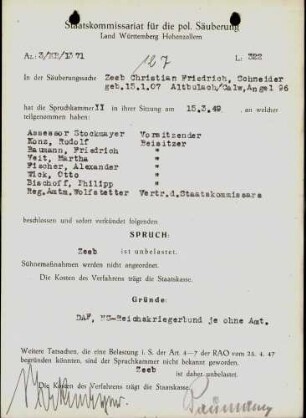 Staatskommissariat für die pol. Säuberung
Land Württemberg Hohenzollern
Az.: 3/ /1371
127
L: 322
In der Säuberungssache Zeeb Christian Friedrich, Schneider
geb.15.1.07 Altbulach/Calw, Angel 96
hat die Spruchkammer II in ihrer Sitzung am 15.3.49, an welcher
teilgenommen haben:
Assessor Stockmayer Vorsitzender
Konz, Rudolf Beisitzer
Baumann, Friedrich "
Veit, Martha "
Fischer, Alexander "
Wick, Otto "
Bischoff, Philipp "
Reg.Amtm.Wolfstetter Vertr.d.Staatskommissars
beschlossen und sofort verkündet folgenden
SPRUCH:
Zeeb
ist unbelastet.
Sühnemaßnahmen werden nicht angeordnet.
Die Kosten des Verfahrens trägt die Staatskasse.
Gründe:
DAF, NS-Reichskriegerbund je ohne Amt.
Weitere Tatsachen, die eine Belastung i. S. der Art. 4—7 der RAO vom 25. 4. 47
begründen könnten, sind der Spruchkammer nicht bekannt geworden.
Zeeb ist daher unbelastet.
Die Kosten des Verfahrens trägt die Staatskasse.
Baumann